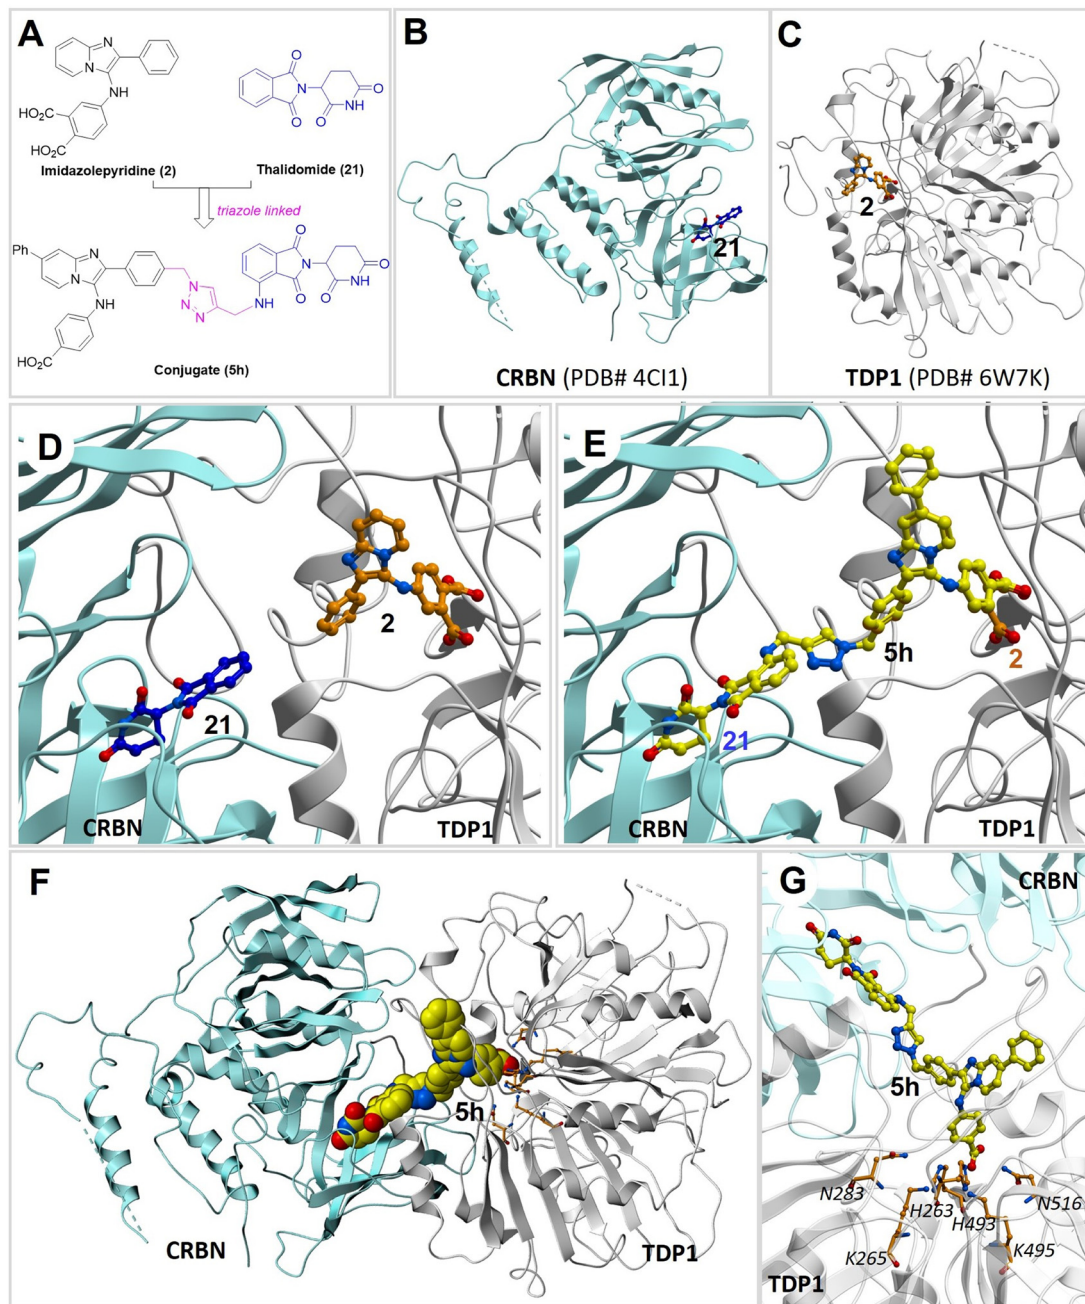 A
N
N
NH
HO2C
HO2C
Imidazolepyridine (2)
O
O
N
NH
O
O
Thalidomide (21)
triazole linked
Ph
N
N
NH
HO2C
N
N
N
NH
O
O
N
NH
O
O
Conjugate (5h)
B
21
CRBN (PDB# 4CI1)
C
2
TDP1 (PDB# 6W7K)
D
2
21
CRBN
TDP1
E
5h
2
21
CRBN
TDP1
F
5h
CRBN
TDP1
G
CRBN
5h
N283
H263
H493
N516
K265
K495
TDP1